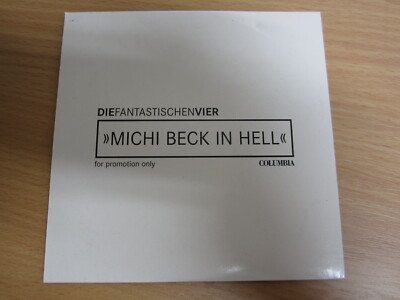 DIEFANTASTISCHENVIER
»MICHI BECK IN HELL«
for promotion only COLUMBIA